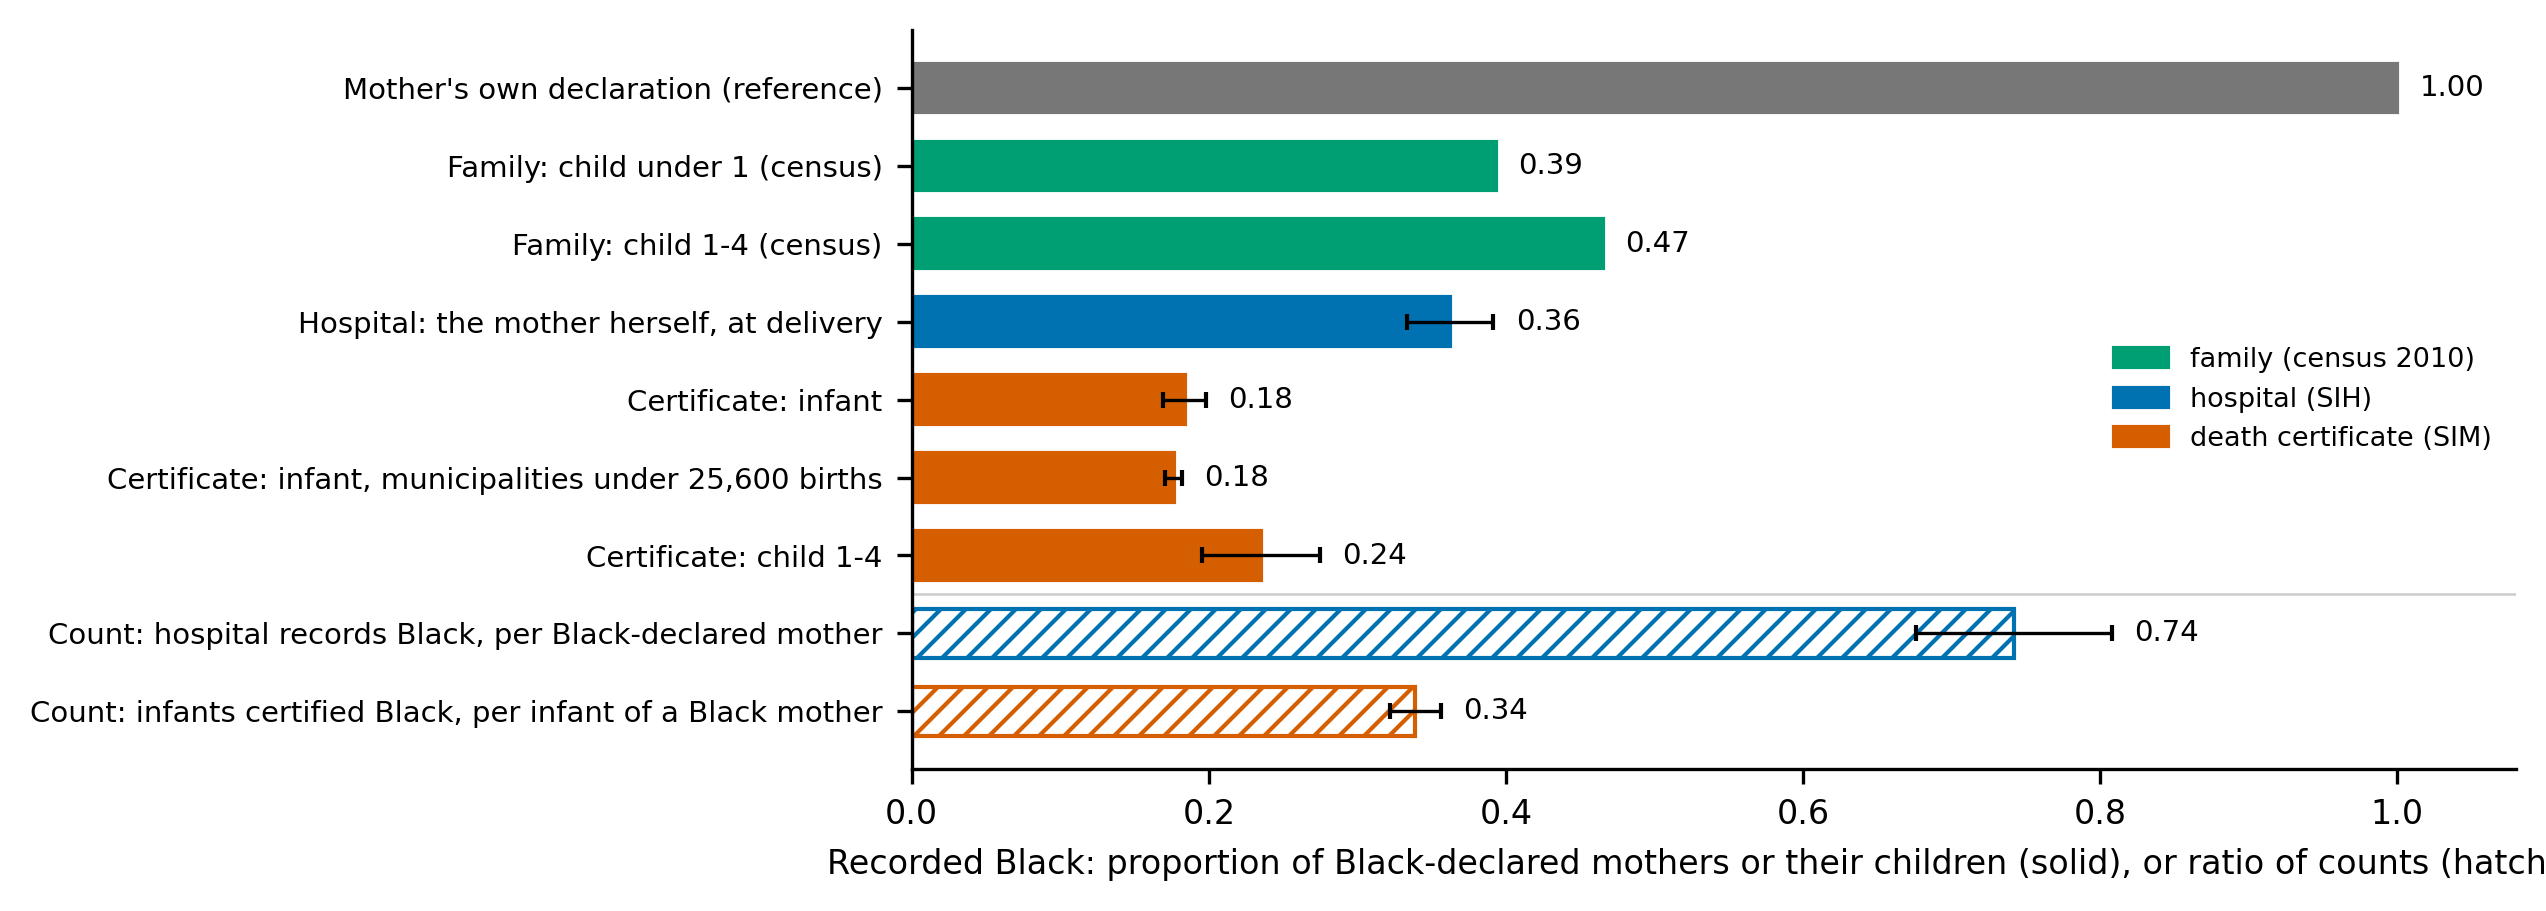 Mother's own declaration (reference) 1.00
Family: child under 1 (census) 0.39
Family: child 1-4 (census) 0.47
Hospital: the mother herself, at delivery 0.36
Certificate: infant 0.18
Certificate: infant, municipalities under 25,600 births 0.18
Certificate: child 1-4 0.24
Count: hospital records Black, per Black-declared mother 0.74
Count: infants certified Black, per infant of a Black mother 0.34
family (census 2010)
hospital (SIH)
death certificate (SIM)
0.0 0.2 0.4 0.6 0.8 1.0
Recorded Black: proportion of Black-declared mothers or their children (solid), or ratio of counts (hatch